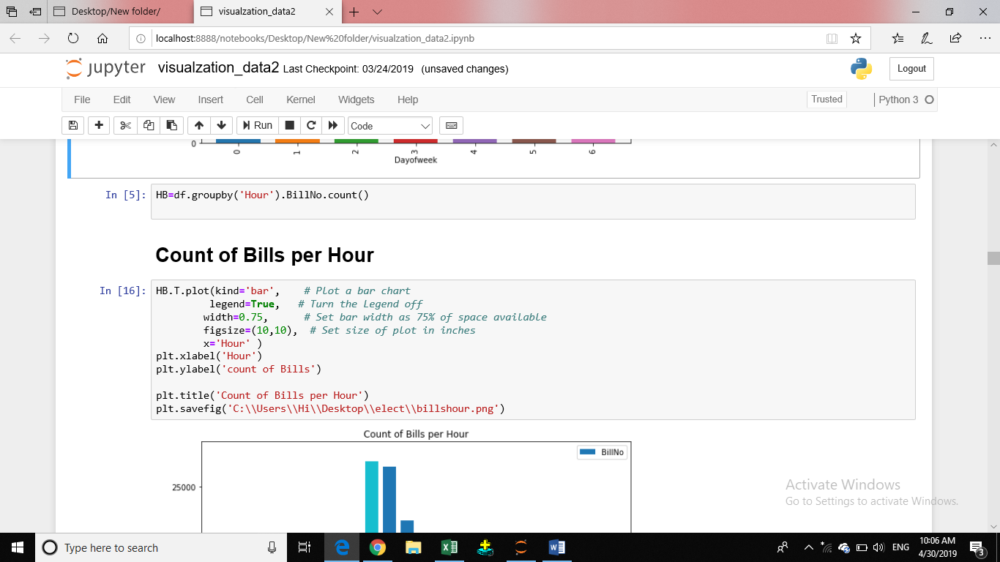 Desktop/New folder/
visualzation_data2
localhost:8888/notebooks/Desktop/New%20folder/visualzation_data2.ipynb
jupyter visualzation_data2 Last Checkpoint: 03/24/2019 (unsaved changes)
Logout
File Edit View Insert Cell Kernel Widgets Help
Trusted
Python 3
Run
Code
0
0 1 2 3 4 5 6
Dayofweek
In [5]: HB=df.groupby('Hour').BillNo.count()
Count of Bills per Hour
In [16]: HB.T.plot(kind='bar',    # Plot a bar chart
         legend=True,   # Turn the Legend off
        width=0.75,      # Set bar width as 75% of space available
        figsize=(10,10),  # Set size of plot in inches
        x='Hour' )
plt.xlabel('Hour')
plt.ylabel('count of Bills')
plt.title('Count of Bills per Hour')
plt.savefig('C:\\Users\\Hi\\Desktop\\elect\\billshour.png')
Count of Bills per Hour
BillNo
25000
Activate Windows
Go to Settings to activate Windows.
Type here to search
ENG
10:06 AM
4/30/2019
3